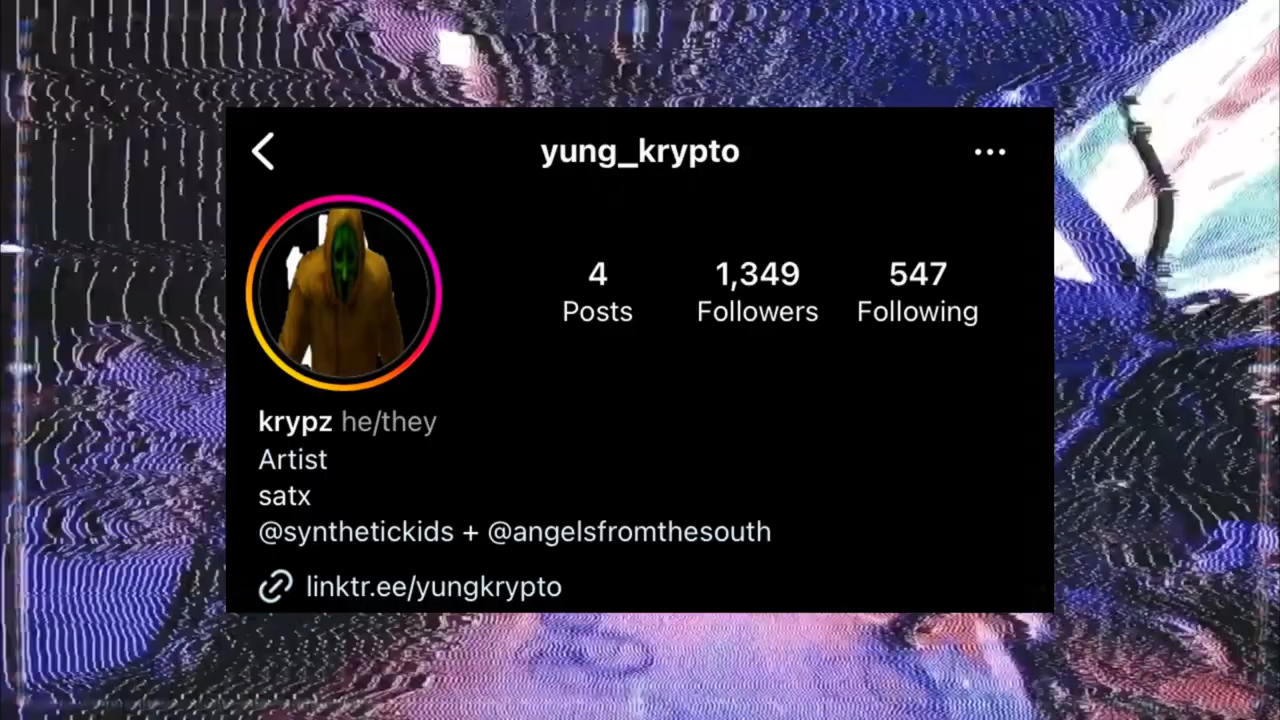 yung_krypto
4 1,349 547
Posts Followers Following
krypz he/they
Artist
satx
@synthetickids + @angelsfromthesouth
linktr.ee/yungkrypto